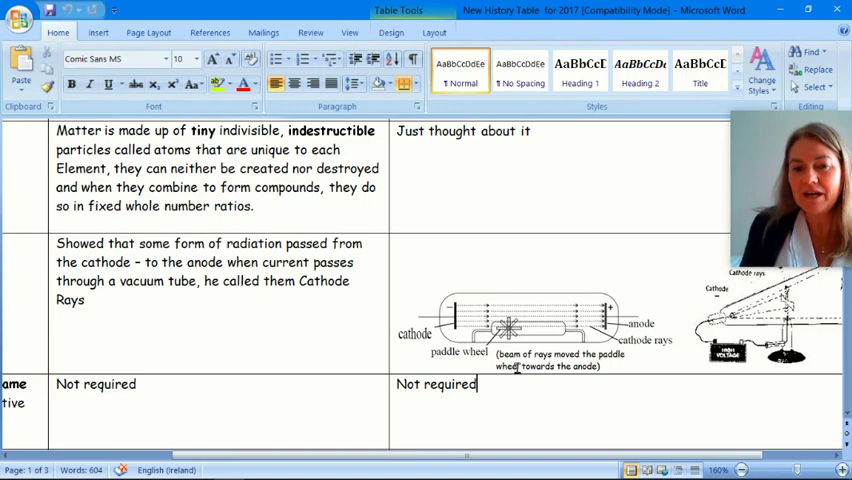 Table Tools
New History Table for 2017 [Compatibility Mode] - Microsoft Word
Home
Insert
Page Layout
References
Mailings
Review
View
Design
Layout
Paste
Clipboard
Comic Sans MS
10
Font
Paragraph
AaBbCcDd
¶ Normal
AaBbCcDd
¶ No Spacing
AaBbCcD
Heading 1
AaBbCcD
Heading 2
AaBbCcD
Title
Change
Styles
Styles
Find
Replace
Select
Editing
Matter is made up of tiny indivisible, indestructible
particles called atoms that are unique to each
Element, they can neither be created nor destroyed
and when they combine to form compounds, they do
so in fixed whole number ratios.
Just thought about it
Showed that some form of radiation passed from
the cathode – to the anode when current passes
through a vacuum tube, he called them Cathode
Rays
cathode
anode
cathode rays
paddle wheel
(beam of rays moved the paddle
wheel towards the anode)
Cathode rays
Cathode
HIGH
VOLTAGE
ame
tive
Not required
Not required
Page: 1 of 3
Words: 604
English (Ireland)
160%